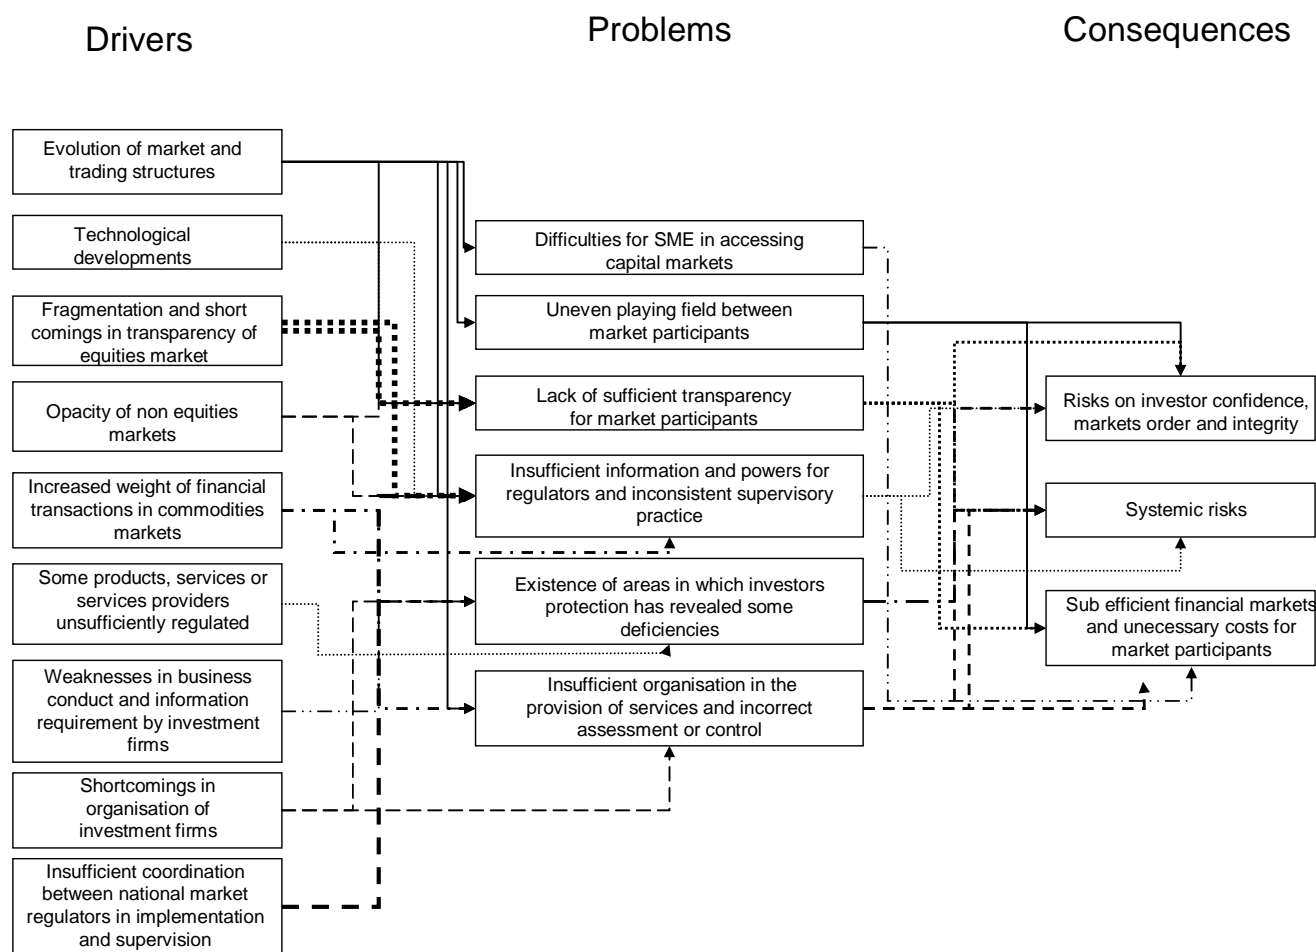 Drivers
Problems
Consequences
Evolution of market and
trading structures
Technological
developments
Fragmentation and short
comings in transparency of
equities market
Opacity of non equities
markets
Increased weight of financial
transactions in commodities
markets
Some products, services or
services providers
unsufficiently regulated
Weaknesses in business
conduct and information
requirement by investment
firms
Shortcomings in
organisation of
investment firms
Insufficient coordination
between national market
regulators in implementation
and supervision
Difficulties for SME in accessing
capital markets
Uneven playing field between
market participants
Lack of sufficient transparency
for market participants
Insufficient information and powers for
regulators and inconsistent supervisory
practice
Existence of areas in which investors
protection has revealed some
deficiencies
Insufficient organisation in the
provision of services and incorrect
assessment or control
Risks on investor confidence,
markets order and integrity
Systemic risks
Sub efficient financial markets
and unecessary costs for
market participants